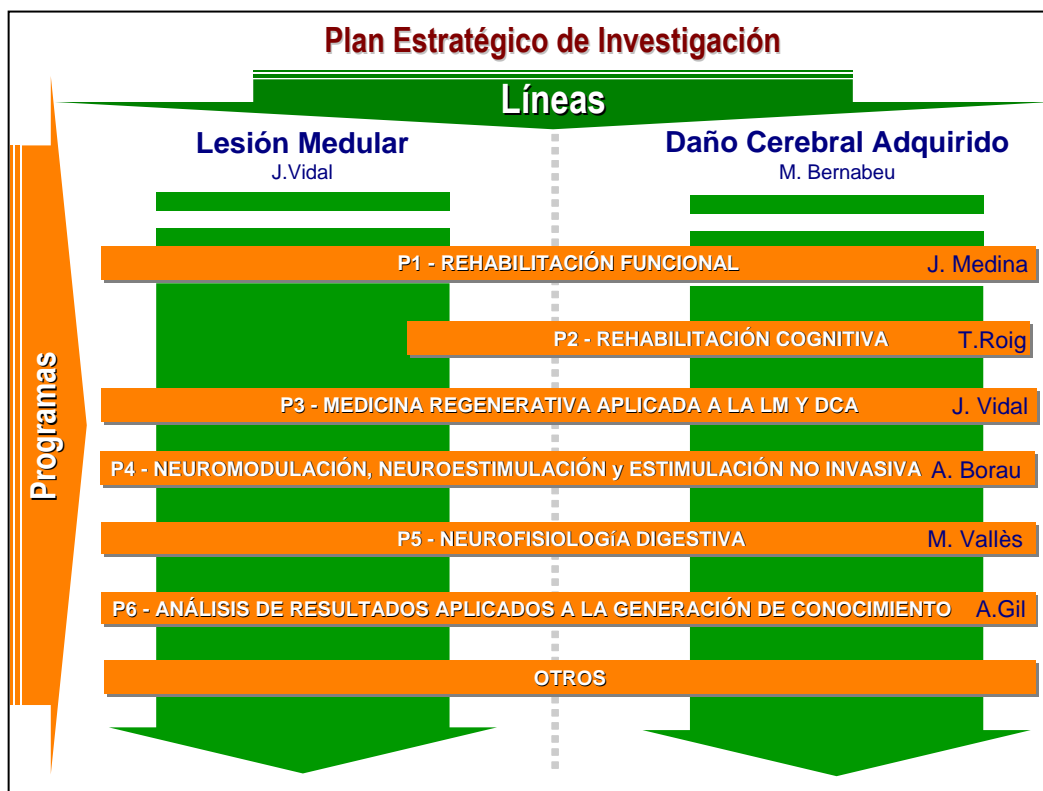 Plan Estratégico de Investigación
Líneas
Lesión Medular
J.Vidal
Daño Cerebral Adquirido
M. Bernabeu
Programas
P1 - REHABILITACIÓN FUNCIONAL J. Medina
P2 - REHABILITACIÓN COGNITIVA T.Roig
P3 - MEDICINA REGENERATIVA APLICADA A LA LM Y DCA J. Vidal
P4 - NEUROMODULACIÓN, NEUROESTIMULACIÓN y ESTIMULACIÓN NO INVASIVA A. Borau
P5 - NEUROFISIOLOGíA DIGESTIVA M. Vallès
P6 - ANÁLISIS DE RESULTADOS APLICADOS A LA GENERACIÓN DE CONOCIMIENTO A.Gil
OTROS